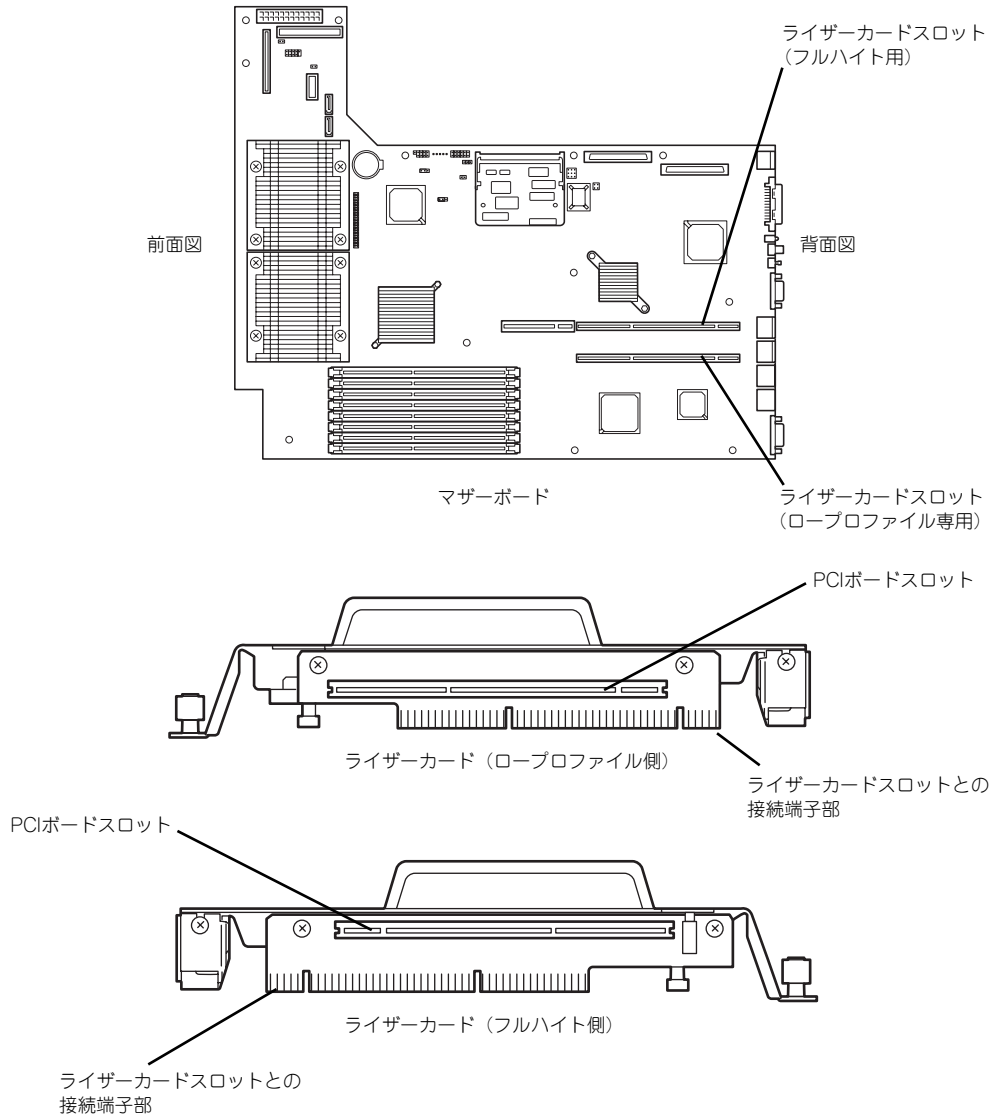 ライザーカードスロット
（フルハイト用）
前面図
背面図
マザーボード
ライザーカードスロット
（ロープロファイル専用）
PCIボードスロット
ライザーカード（ロープロファイル側）
ライザーカードスロットとの
接続端子部
PCIボードスロット
ライザーカード（フルハイト側）
ライザーカードスロットとの
接続端子部